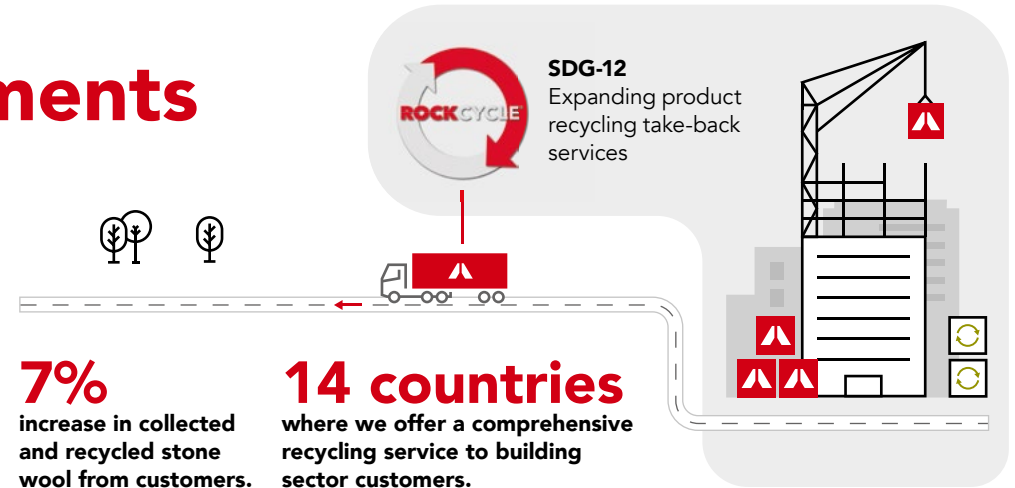 ments
ROCKCYCLE
SDG-12
Expanding product
recycling take-back
services
7%
increase in collected
and recycled stone
wool from customers.
14 countries
where we offer a comprehensive
recycling service to building
sector customers.